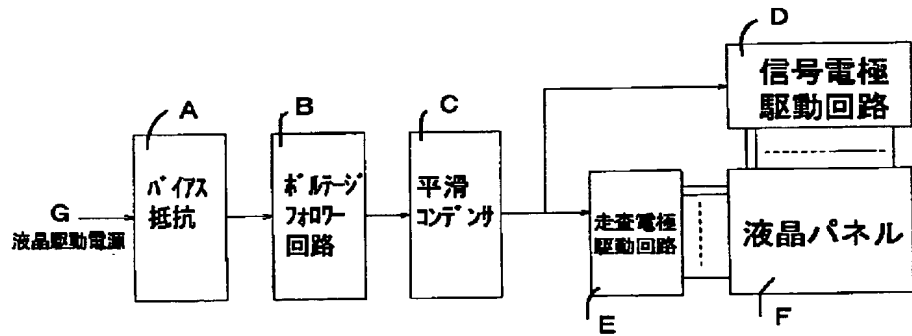 A
B
C
D
信号電極
駆動回路
G
液晶駆動電源
バイアス
抵抗
ボルテージ
フォロワー
回路
平滑
コンデンサ
走査電極
駆動回路
液晶パネル
E
F